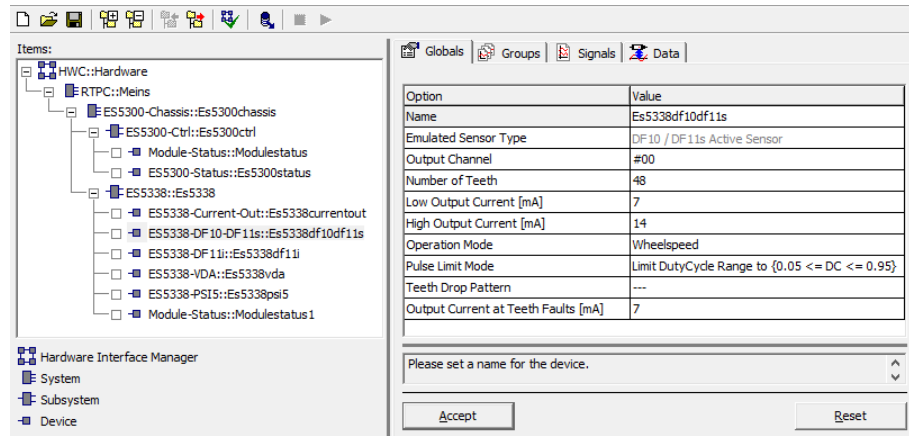 Items:
HWC::Hardware
RTPC::Meins
ES5300-Chassis::Es5300chassis
ES5300-Ctrl::Es5300ctrl
Module-Status::Modulestatus
ES5300-Status::Es5300status
ES5338::Es5338
ES5338-Current-Out::Es5338currentout
ES5338-DF10-DF11s::Es5338df10df11s
ES5338-DF11i::Es5338df11i
ES5338-VDA::Es5338vda
ES5338-PSI5::Es5338psi5
Module-Status::Modulestatus1
Hardware Interface Manager
System
Subsystem
Device
Globals Groups Signals Data
Option Value
Name Es5338df10df11s
Emulated Sensor Type DF10 / DF11s Active Sensor
Output Channel #00
Number of Teeth 48
Low Output Current [mA] 7
High Output Current [mA] 14
Operation Mode Wheelspeed
Pulse Limit Mode Limit DutyCycle Range to {0.05 <= DC <= 0.95}
Teeth Drop Pattern ---
Output Current at Teeth Faults [mA] 7
Please set a name for the device.
Accept Reset